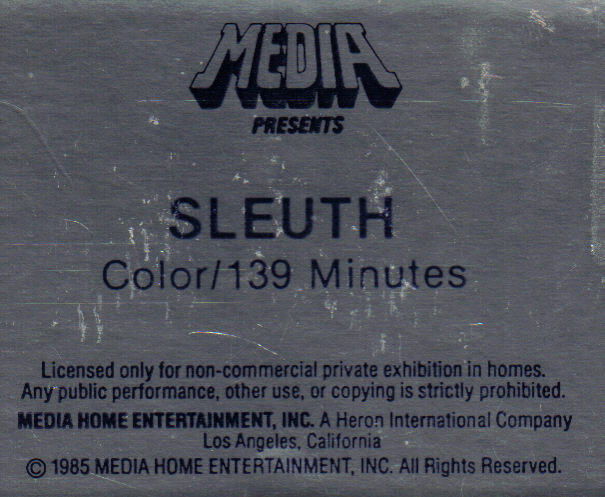 MEDIA
PRESENTS
SLEUTH
Color/139 Minutes
Licensed only for non-commercial private exhibition in homes.
Any public performance, other use, or copying is strictly prohibited.
MEDIA HOME ENTERTAINMENT, INC. A Heron International Company
Los Angeles, California
© 1985 MEDIA HOME ENTERTAINMENT, INC. All Rights Reserved.